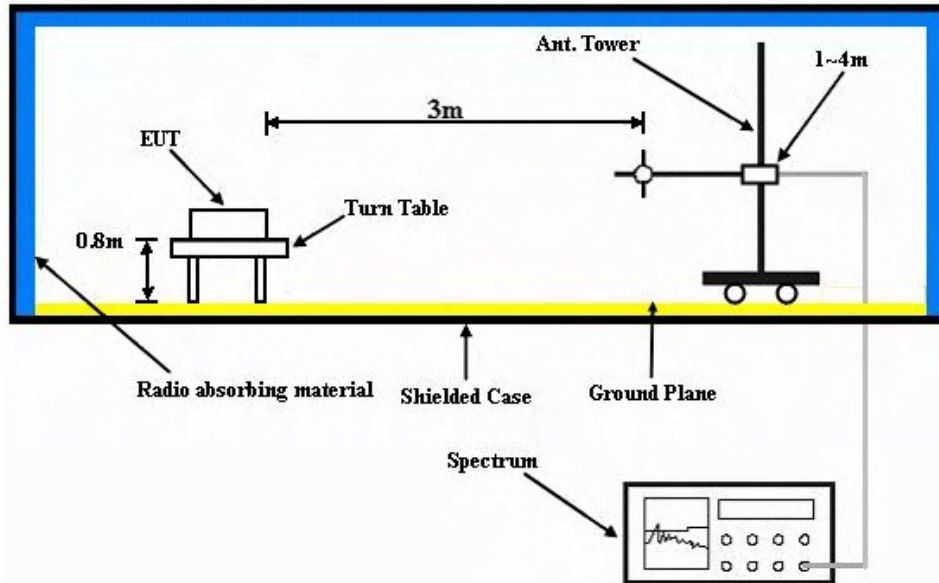 Ant. Tower
1~4m
3m
EUT
Turn Table
0.8m
Radio absorbing material
Shielded Case
Ground Plane
Spectrum